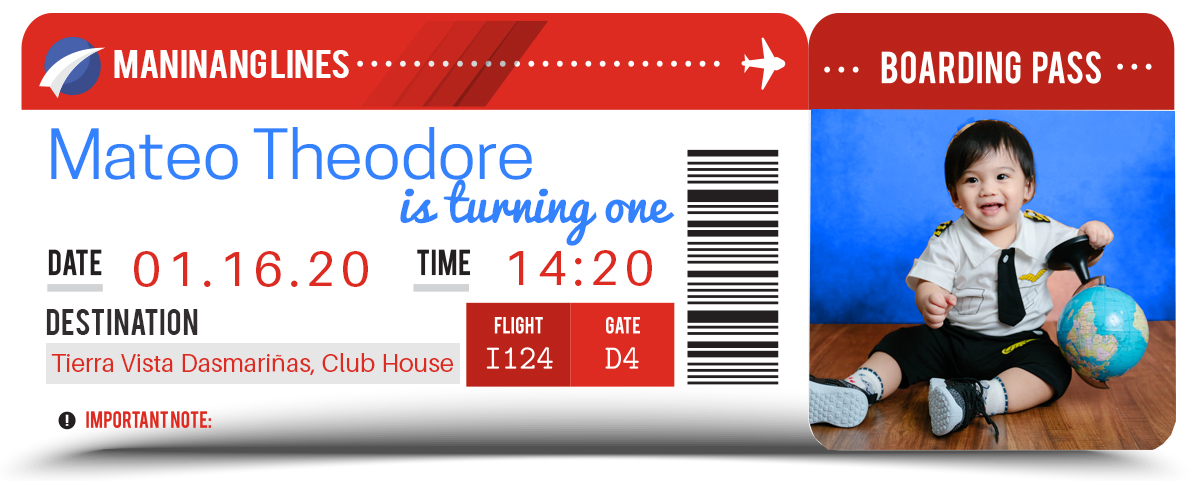 MANINANGLINES
BOARDING PASS
Mateo Theodore
is turning one
DATE 01.16.20 TIME 14:20
DESTINATION
Tierra Vista Dasmariñas, Club House
FLIGHT GATE
I124 D4
IMPORTANT NOTE: